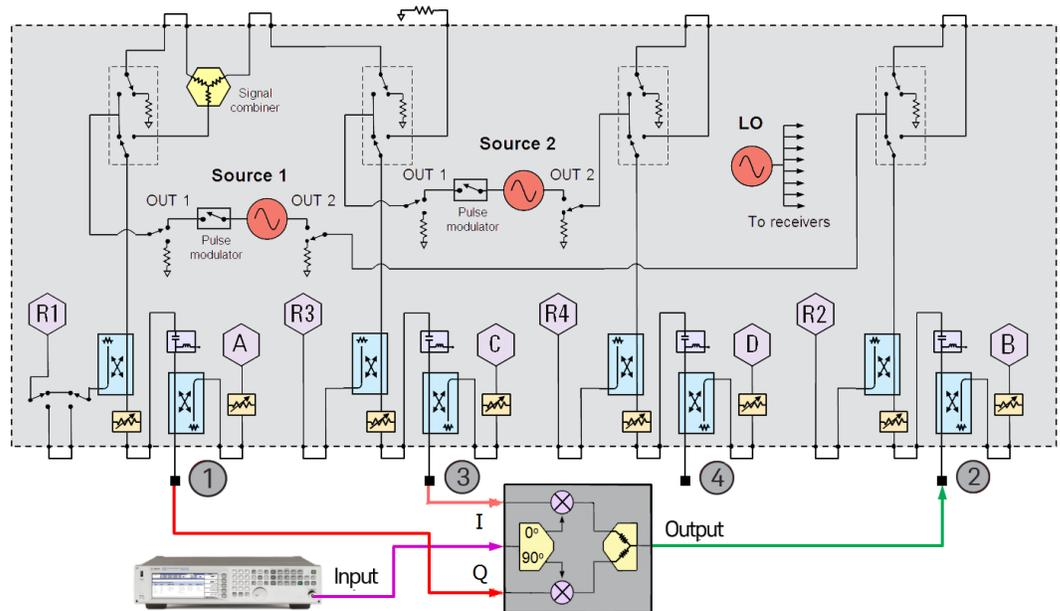 Signal
combiner
Source 1
OUT 1
OUT 2
Pulse
modulator
Source 2
OUT 1
OUT 2
Pulse
modulator
LO
To receivers
R1
A
R3
C
R4
D
R2
B
1
3
4
2
I
0°
90°
Output
Input
Q